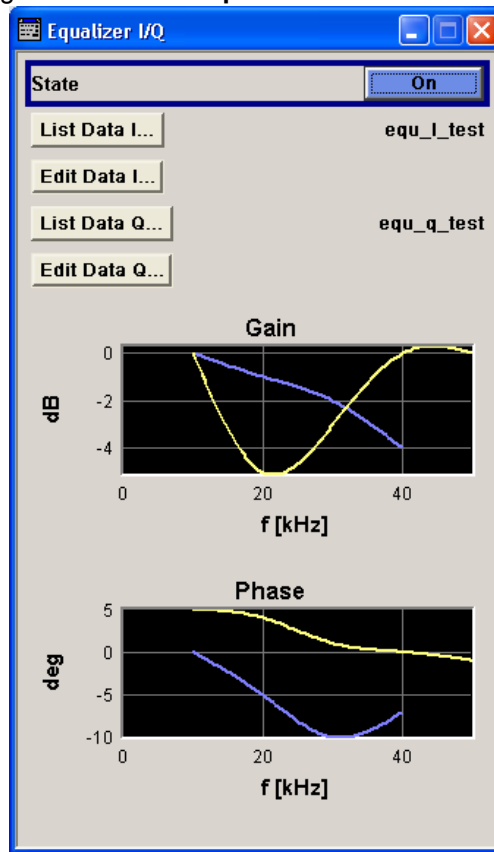 Equalizer I/Q
State On
List Data I... equ_I_test
Edit Data I...
List Data Q... equ_q_test
Edit Data Q...
Gain
dB
0
-2
-4
0 20 40
f [kHz]
Phase
deg
5
0
-5
-10
0 20 40
f [kHz]